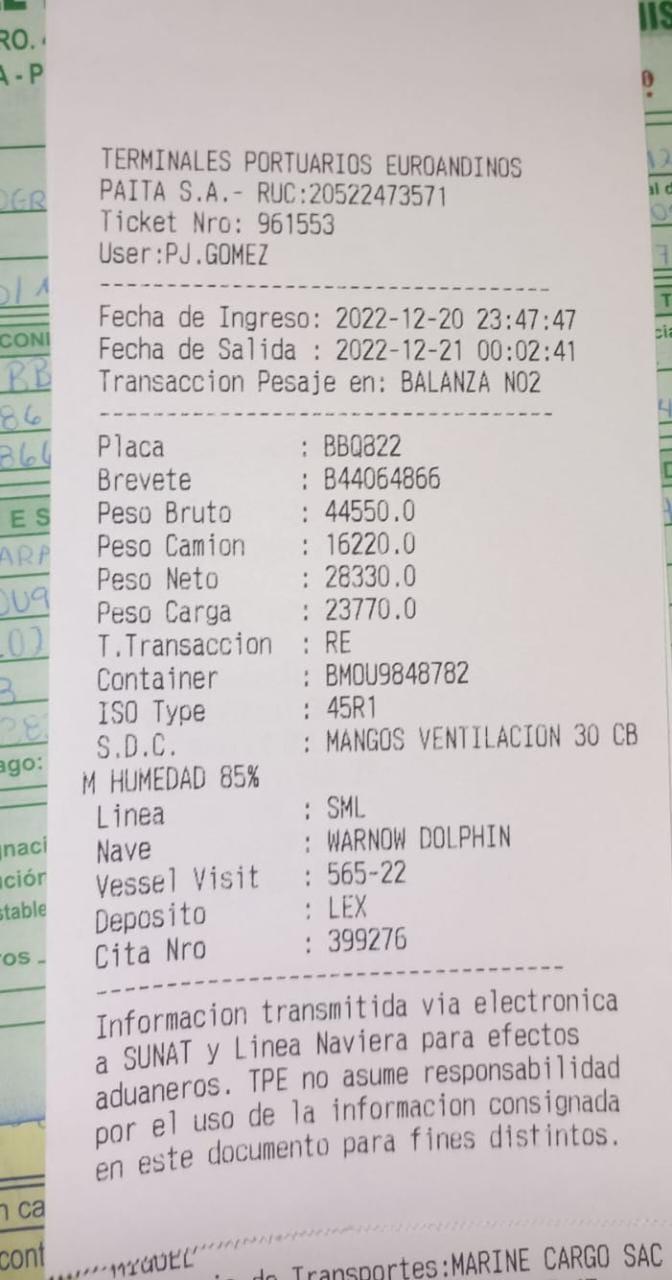 TERMINALES PORTUARIOS EUROANDINOS
PAITA S.A.- RUC:20522473571
Ticket Nro: 961553
User:PJ.GOMEZ
--------------------------------------
Fecha de Ingreso: 2022-12-20 23:47:47
Fecha de Salida : 2022-12-21 00:02:41
Transaccion Pesaje en: BALANZA NO2
--------------------------------------
Placa : BBQ822
Brevete : B44064866
Peso Bruto : 44550.0
Peso Camion : 16220.0
Peso Neto : 28330.0
Peso Carga : 23770.0
T.Transaccion : RE
Container : BMOU9848782
ISO Type : 45R1
S.D.C. : MANGOS VENTILACION 30 CB
M HUMEDAD 85%
Linea : SML
Nave : WARNOW DOLPHIN
Vessel Visit : 565-22
Deposito : LEX
Cita Nro : 399276
--------------------------------------
Informacion transmitida via electronica
a SUNAT y Linea Naviera para efectos
aduaneros. TPE no asume responsabilidad
por el uso de la informacion consignada
en este documento para fines distintos.
MIGUEL
de Transportes:MARINE CARGO SAC